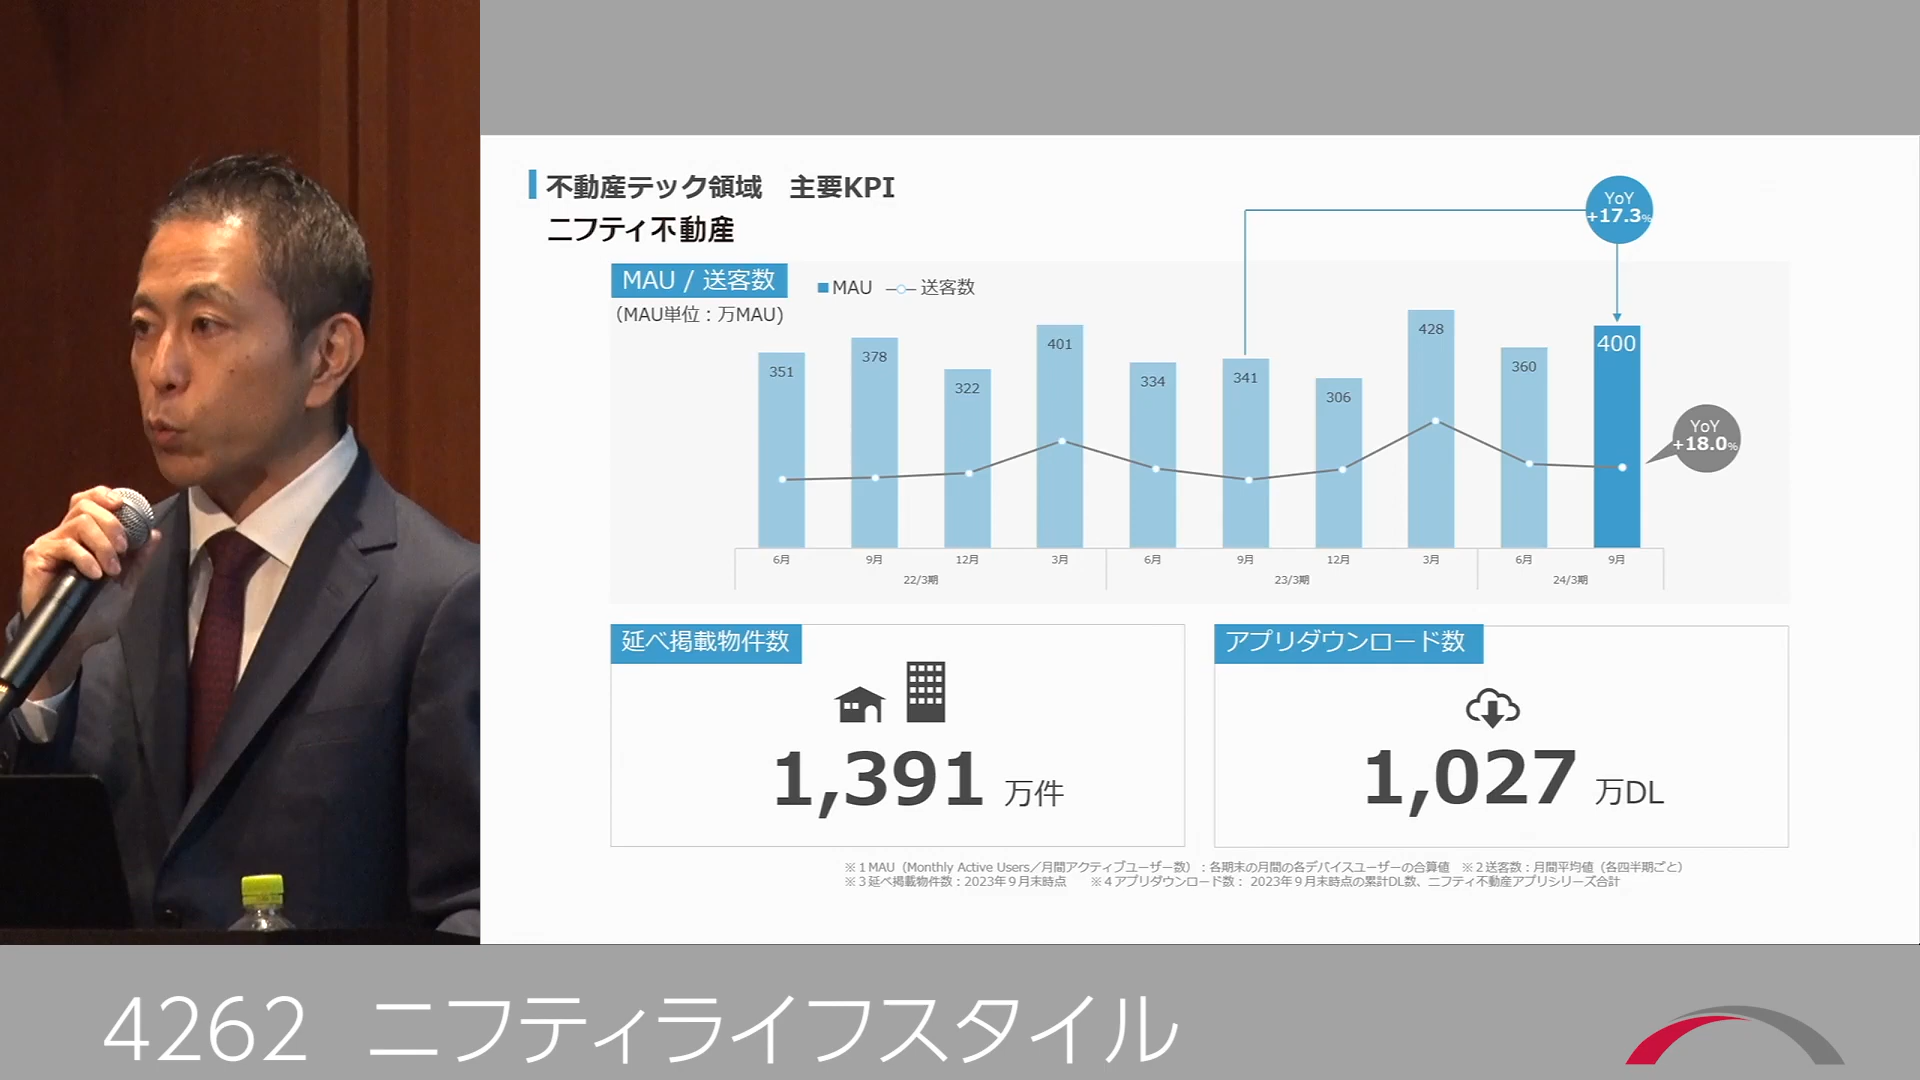 不動産テック領域　主要KPI
ニフティ不動産
YoY
+17.3%
MAU / 送客数
■MAU ―○― 送客数
(MAU単位：万MAU)
351
378
322
401
334
341
306
428
360
400
YoY
+18.0%
6月 9月 12月 3月 6月 9月 12月 3月 6月 9月
22/3期 23/3期 24/3期
延べ掲載物件数
1,391 万件
アプリダウンロード数
1,027 万DL
※１MAU（Monthly Active Users／月間アクティブユーザー数）：各期末の月間の各デバイスユーザーの合算値　※２送客数：月間平均値（各四半期ごと）
※３延べ掲載物件数：2023年９月末時点　　※４アプリダウンロード数： 2023年９月末時点の累計DL数、ニフティ不動産アプリシリーズ合計
4262 ニフティライフスタイル